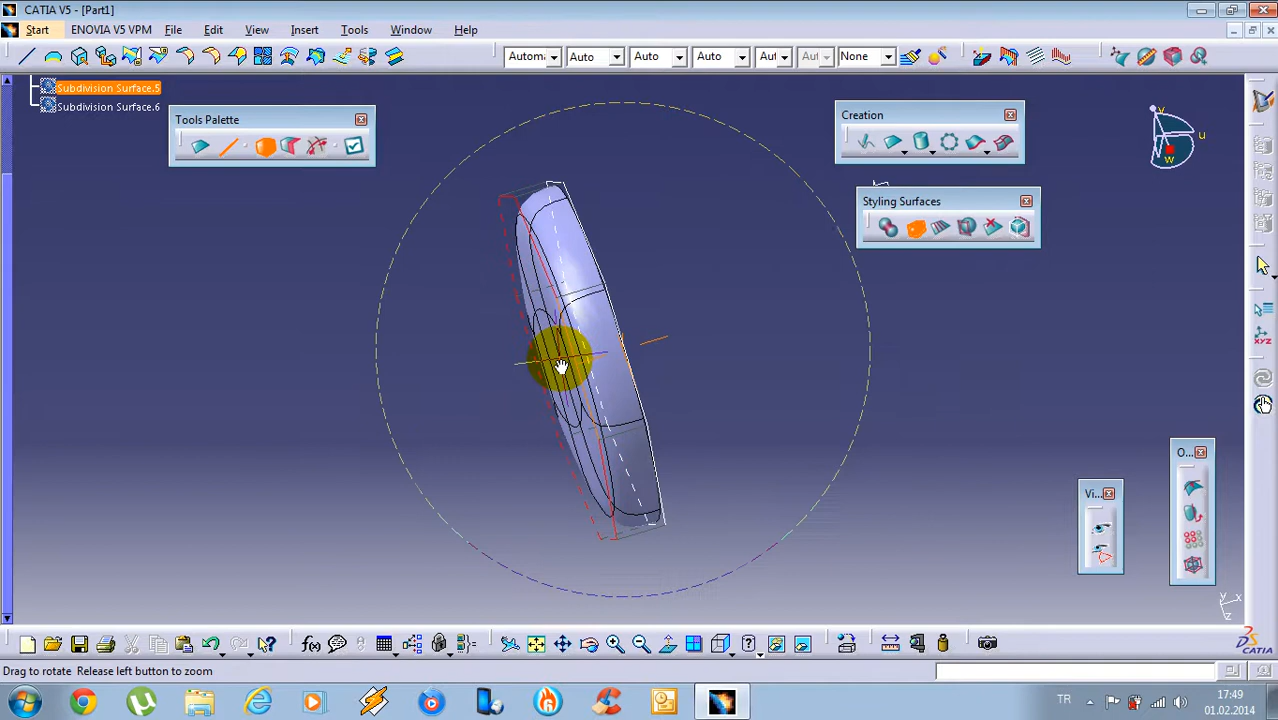 CATIA V5 - [Part1]
Start ENOVIA V5 VPM File Edit View Insert Tools Window Help
Auto Auto Auto None
Subdivision Surface.5
Subdivision Surface.6
Tools Palette
Creation
Styling Surfaces
v
u
w
Vi...
O...
XYZ
f(x)
y x
z
CATIA
Drag to rotate Release left button to zoom
TR
17:49
01.02.2014